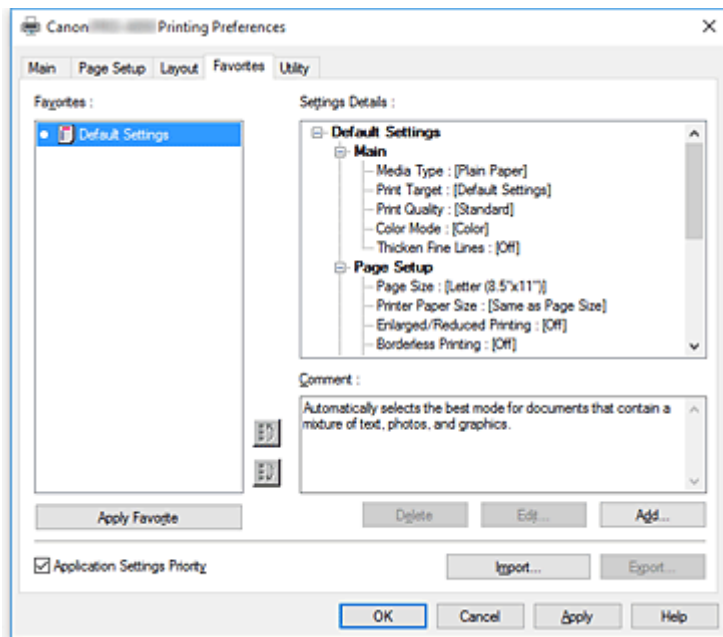 Canon Printing Preferences
Main Page Setup Layout Favorites Utility
Favorites :
Default Settings
Settings Details :
Default Settings
Main
Media Type : [Plain Paper]
Print Target : [Default Settings]
Print Quality : [Standard]
Color Mode : [Color]
Thicken Fine Lines : [Off]
Page Setup
Page Size : [Letter (8.5"x11")]
Printer Paper Size : [Same as Page Size]
Enlarged/Reduced Printing : [Off]
Borderless Printing : [Off]
Comment :
Automatically selects the best mode for documents that contain a
mixture of text, photos, and graphics.
Apply Favorite
Delete Edit... Add...
Application Settings Priority
Import... Export...
OK Cancel Apply Help